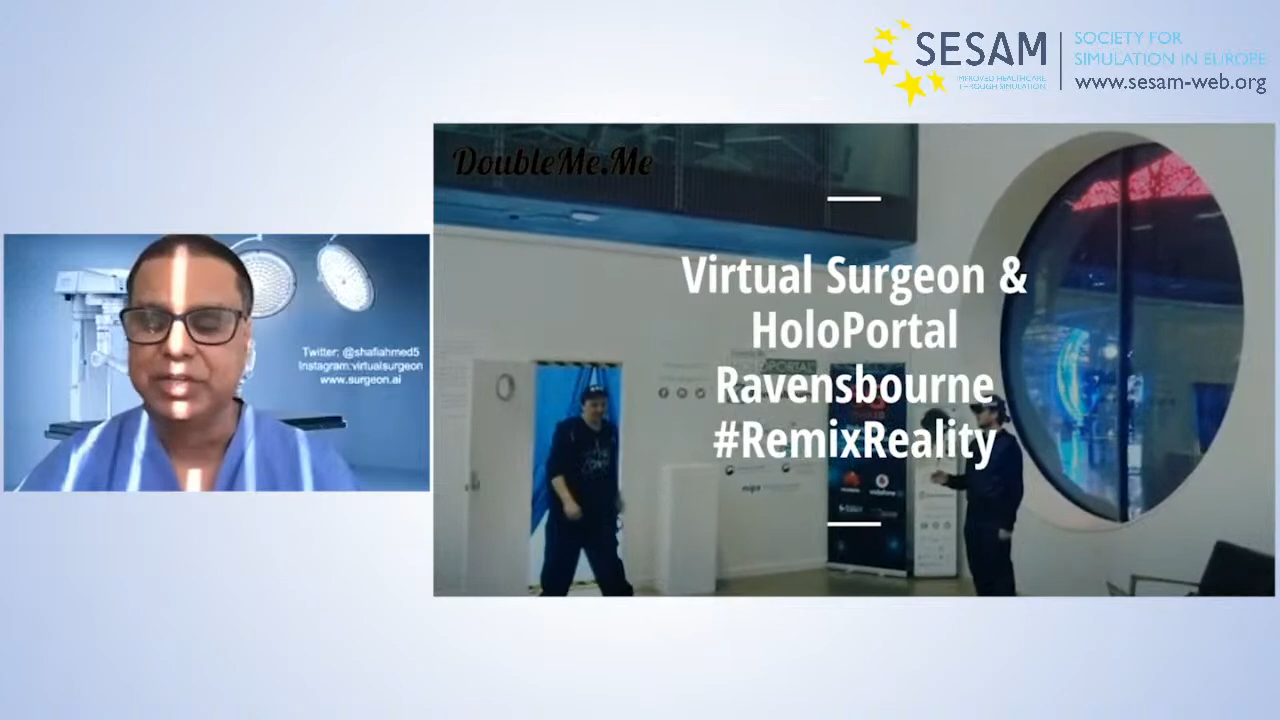 SESAM
IMPROVED HEALTHCARE
THROUGH SIMULATION
SOCIETY FOR
SIMULATION IN EUROPE
www.sesam-web.org
DoubleMe.Me
Virtual Surgeon &
HoloPortal
Ravensbourne
#RemixReality
Twitter: @shafiahmed5
Instagram:virtualsurgeon
www.surgeon.ai
vodafone